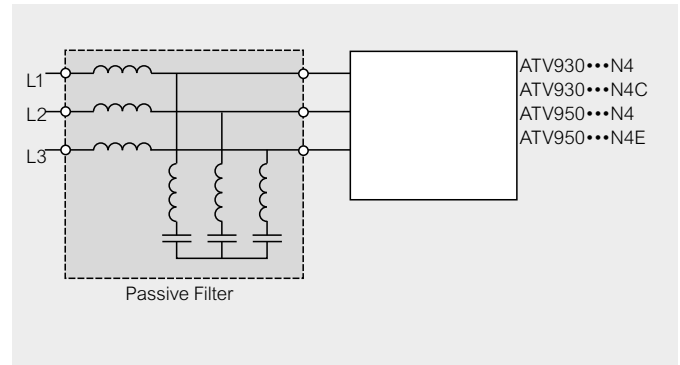 L1
L2
L3
ATV930•••N4
ATV930•••N4C
ATV950•••N4
ATV950•••N4E
Passive Filter